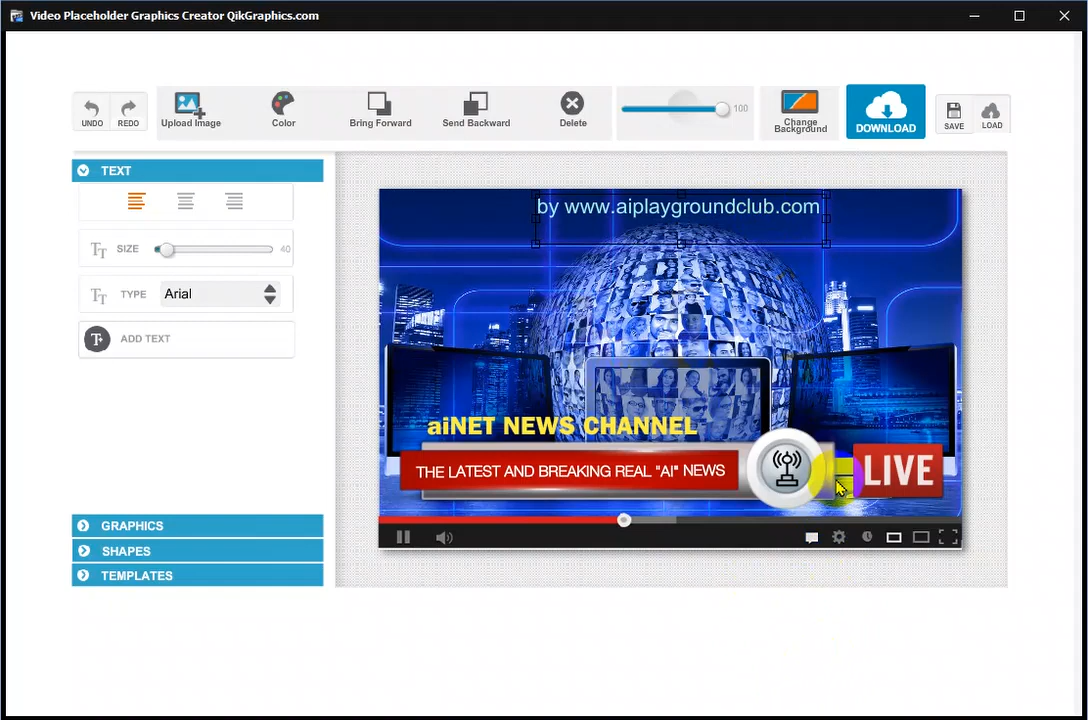 Video Placeholder Graphics Creator QikGraphics.com
UNDO
REDO
Upload Image
Color
Bring Forward
Send Backward
Delete
100
Change
Background
DOWNLOAD
SAVE
LOAD
TEXT
SIZE
40
TYPE
Arial
ADD TEXT
GRAPHICS
SHAPES
TEMPLATES
by www.aiplaygroundclub.com
aiNET NEWS CHANNEL
THE LATEST AND BREAKING REAL "AI" NEWS
LIVE